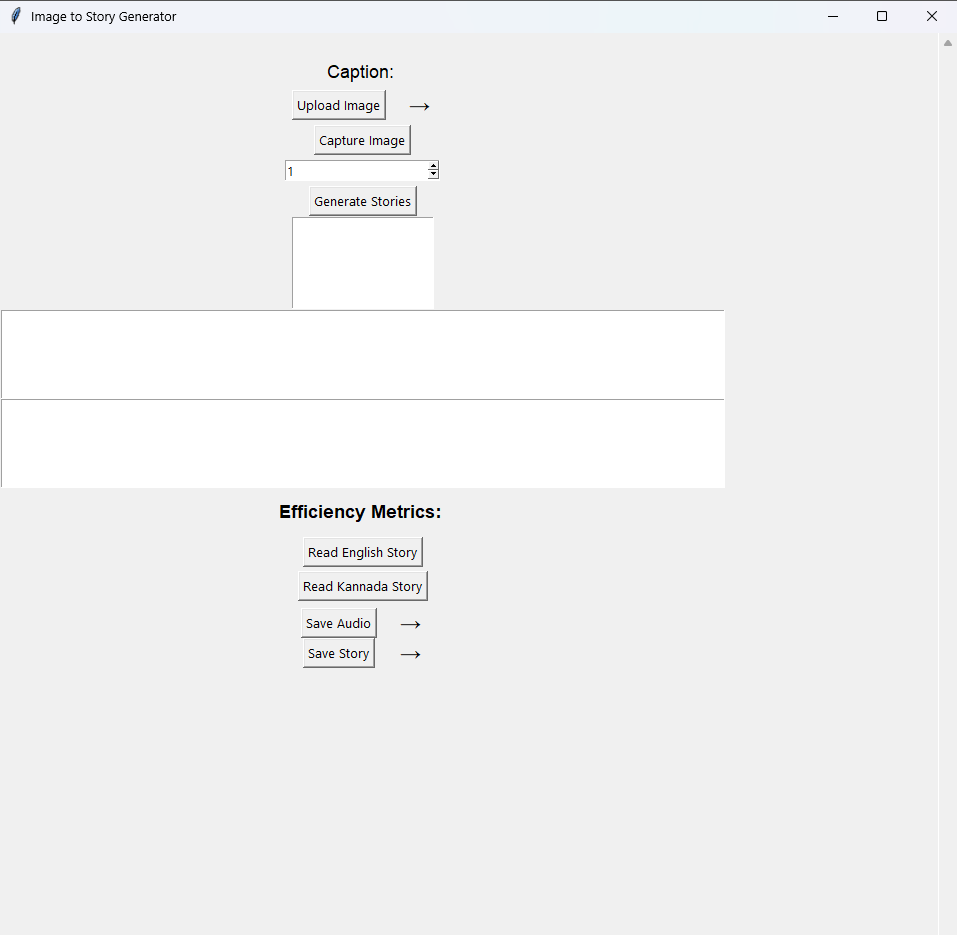 Image to Story Generator
Caption:
Upload Image →
Capture Image
1
Generate Stories
Efficiency Metrics:
Read English Story
Read Kannada Story
Save Audio →
Save Story →